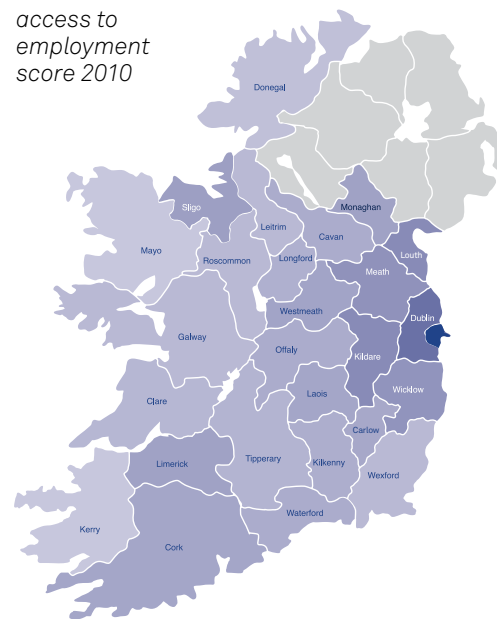 access to
employment
score 2010
Donegal
Sligo
Monaghan
Leitrim
Cavan
Louth
Mayo
Roscommon
Longford
Meath
Westmeath
Dublin
Galway
Offaly
Kildare
Wicklow
Laois
Clare
Carlow
Limerick
Tipperary
Kilkenny
Wexford
Waterford
Kerry
Cork